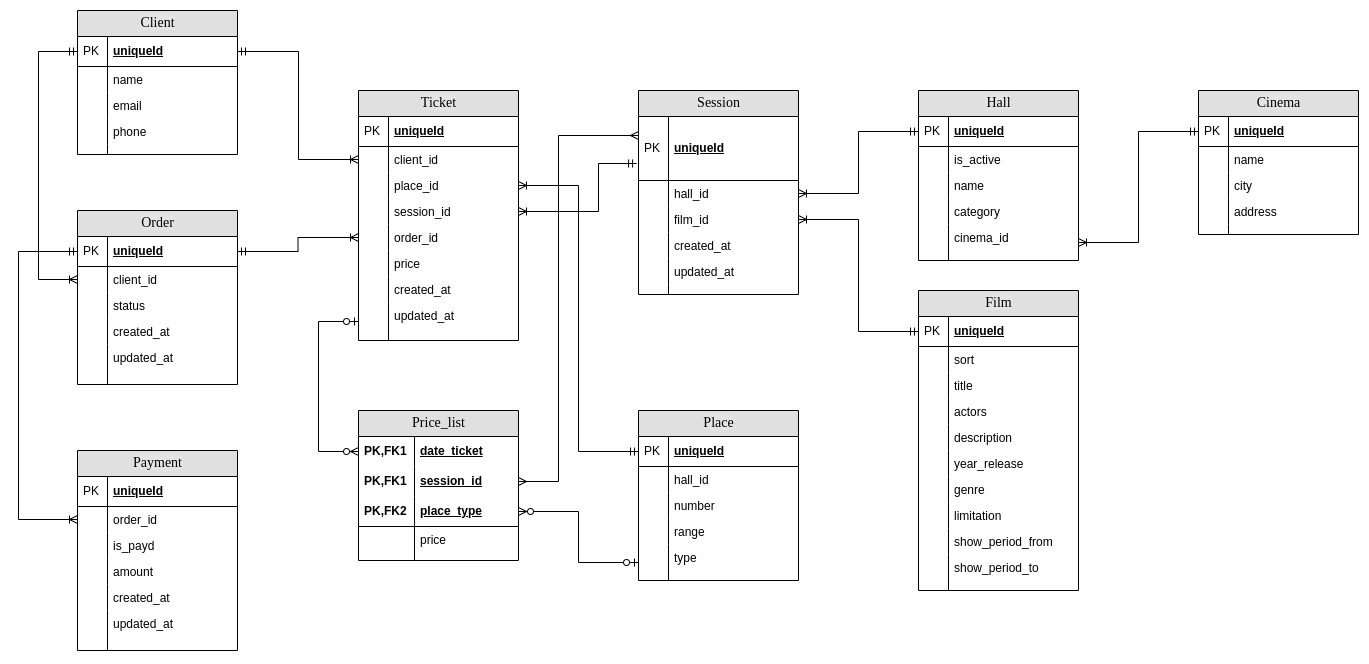 Client
PK uniqueId
name
email
phone
Order
PK uniqueId
client_id
status
created_at
updated_at
Payment
PK uniqueId
order_id
is_payd
amount
created_at
updated_at
Ticket
PK uniqueId
client_id
place_id
session_id
order_id
price
created_at
updated_at
Price_list
PK,FK1 date_ticket
PK,FK1 session_id
PK,FK2 place_type
price
Session
PK uniqueId
hall_id
film_id
created_at
updated_at
Place
PK uniqueId
hall_id
number
range
type
Hall
PK uniqueId
is_active
name
category
cinema_id
Film
PK uniqueId
sort
title
actors
description
year_release
genre
limitation
show_period_from
show_period_to
Cinema
PK uniqueId
name
city
address